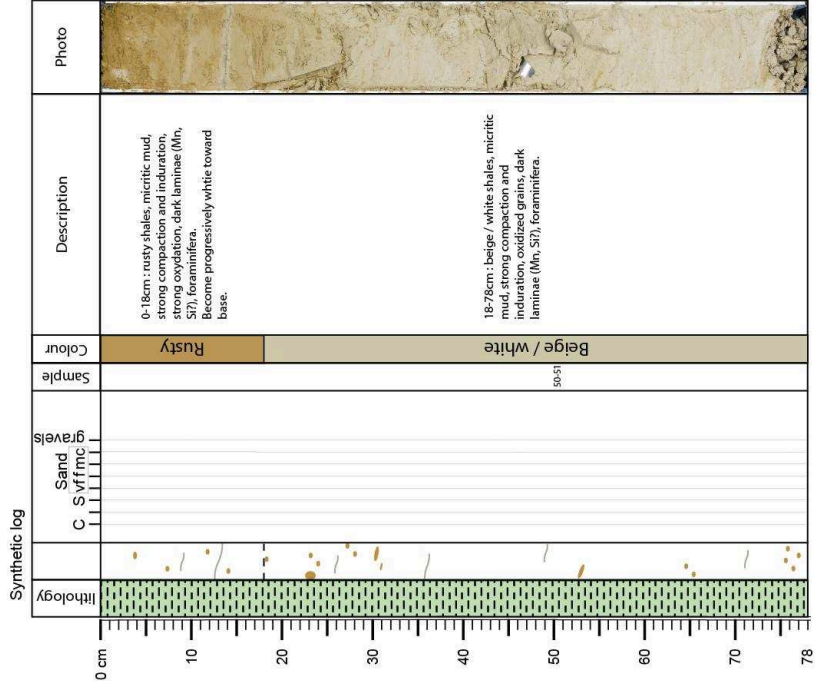 Photo
Description
0-18cm : rusty shales, micritic mud,
strong compaction and induration,
strong oxydation, dark laminae (Mn,
Si?), foraminifera.
Become progressively whtie toward
base.
18-78cm : beige / white shales, micritic
mud, strong compaction and
induration, oxidized grains, dark
laminae (Mn, Si?), foraminifera.
Colour
Rusty
Beige / white
Sample
50-51
gravels
Sand
C S vf f m c
Synthetic log
lithology
0 cm 10 20 30 40 50 60 70 78